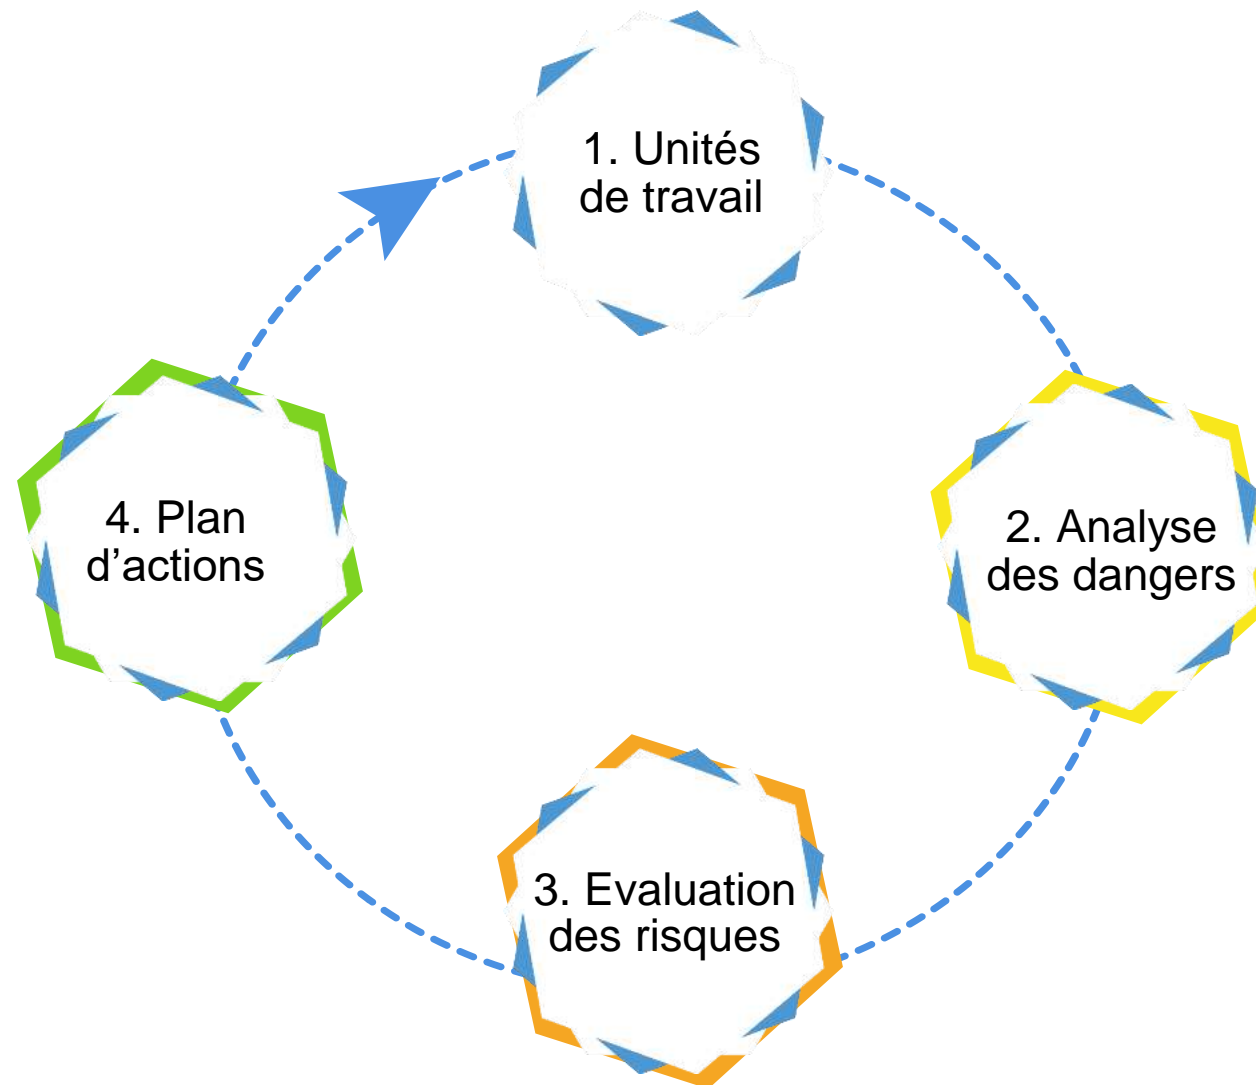 1. Unités
de travail
2. Analyse
des dangers
3. Evaluation
des risques
4. Plan
d’actions